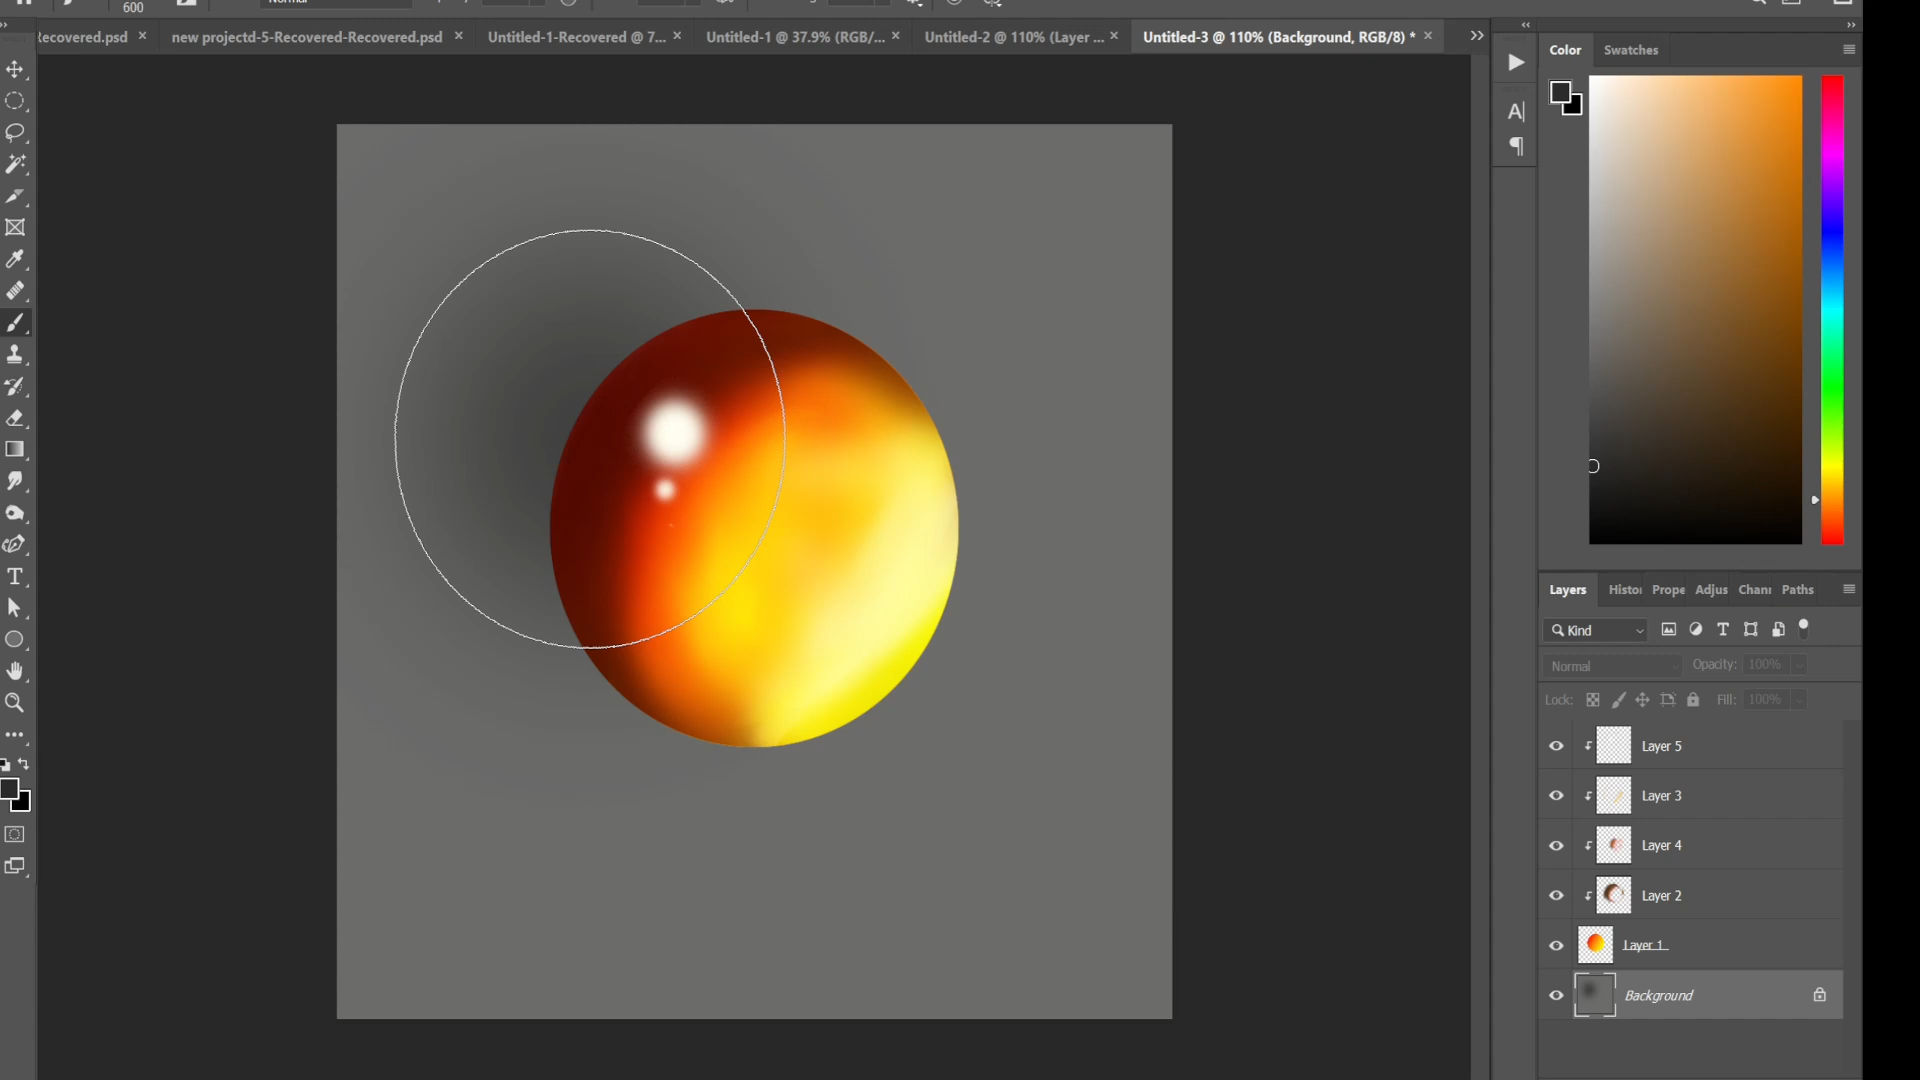 600
Recovered.psd
new projectd-5-Recovered-Recovered.psd
Untitled-1-Recovered @ 7...
Untitled-1 @ 37.9% (RGB/...
Untitled-2 @ 110% (Layer ...
Untitled-3 @ 110% (Background, RGB/8) *
Color
Swatches
Layers
Histor
Prope
Adjus
Chann
Paths
Kind
Normal
Opacity: 100%
Lock:
Fill: 100%
Layer 5
Layer 3
Layer 4
Layer 2
Layer 1
Background